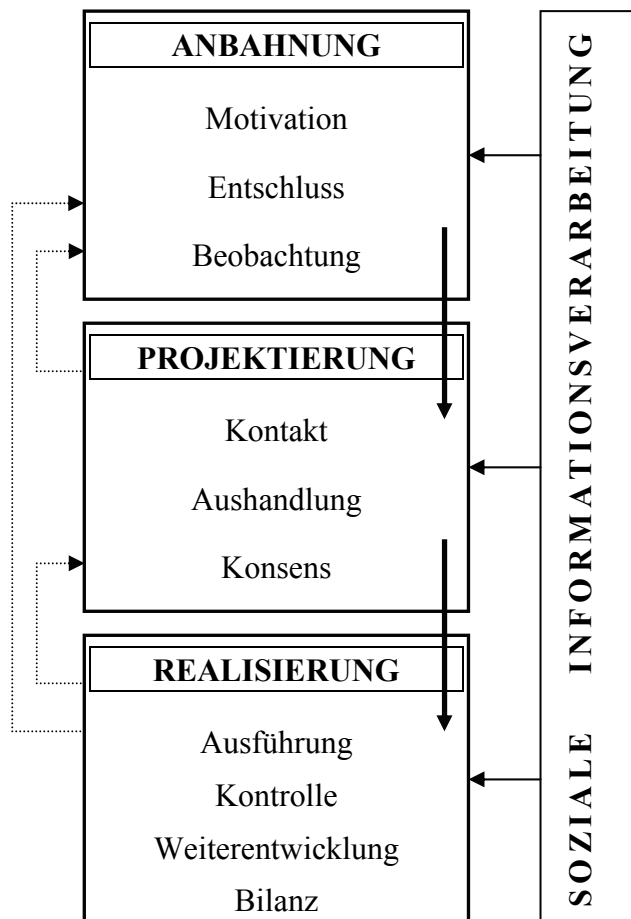 ANBAHNUNG
Motivation
Entschluss
Beobachtung
PROJEKTIERUNG
Kontakt
Aushandlung
Konsens
REALISIERUNG
Ausführung
Kontrolle
Weiterentwicklung
Bilanz
SOZIALE INFORMATIONSVERARBEITUNG